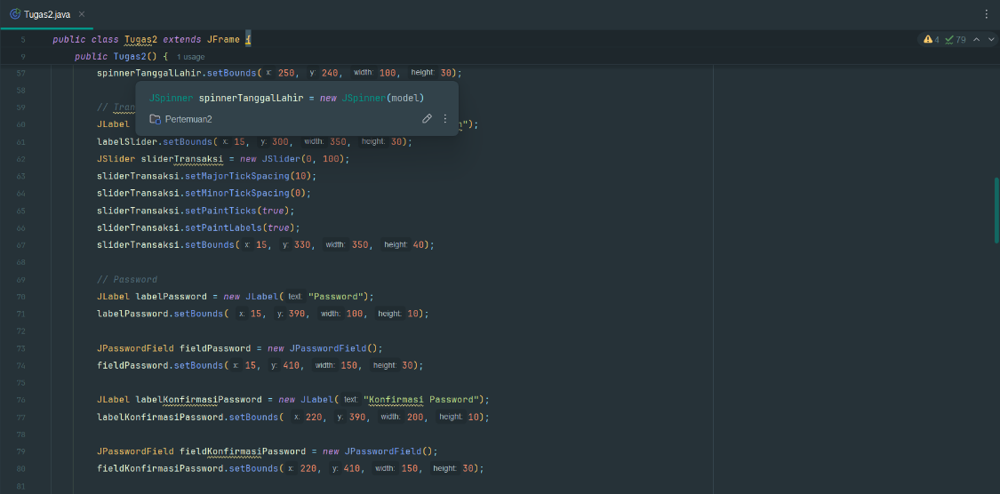 Tugas2.java
4 79
5 public class Tugas2 extends JFrame {
9 public Tugas2() { 1 usage
57 spinnerTanggalLahir.setBounds( x: 250, y: 240, width: 100, height: 30);
58
JSpinner spinnerTanggalLahir = new JSpinner(model)
Pertemuan2
59 // Tran
60 JLabel ");
61 labelSlider.setBounds( x: 15, y: 300, width: 350, height: 30);
62 JSlider sliderTransaksi = new JSlider(0, 100);
63 sliderTransaksi.setMajorTickSpacing(10);
64 sliderTransaksi.setMinorTickSpacing(0);
65 sliderTransaksi.setPaintTicks(true);
66 sliderTransaksi.setPaintLabels(true);
67 sliderTransaksi.setBounds( x: 15, y: 330, width: 350, height: 40);
68
69 // Password
70 JLabel labelPassword = new JLabel( text: "Password");
71 labelPassword.setBounds( x: 15, y: 390, width: 100, height: 10);
72
73 JPasswordField fieldPassword = new JPasswordField();
74 fieldPassword.setBounds( x: 15, y: 410, width: 150, height: 30);
75
76 JLabel labelKonfirmasiPassword = new JLabel( text: "Konfirmasi Password");
77 labelKonfirmasiPassword.setBounds( x: 220, y: 390, width: 200, height: 10);
78
79 JPasswordField fieldKonfirmasiPassword = new JPasswordField();
80 fieldKonfirmasiPassword.setBounds( x: 220, y: 410, width: 150, height: 30);
81